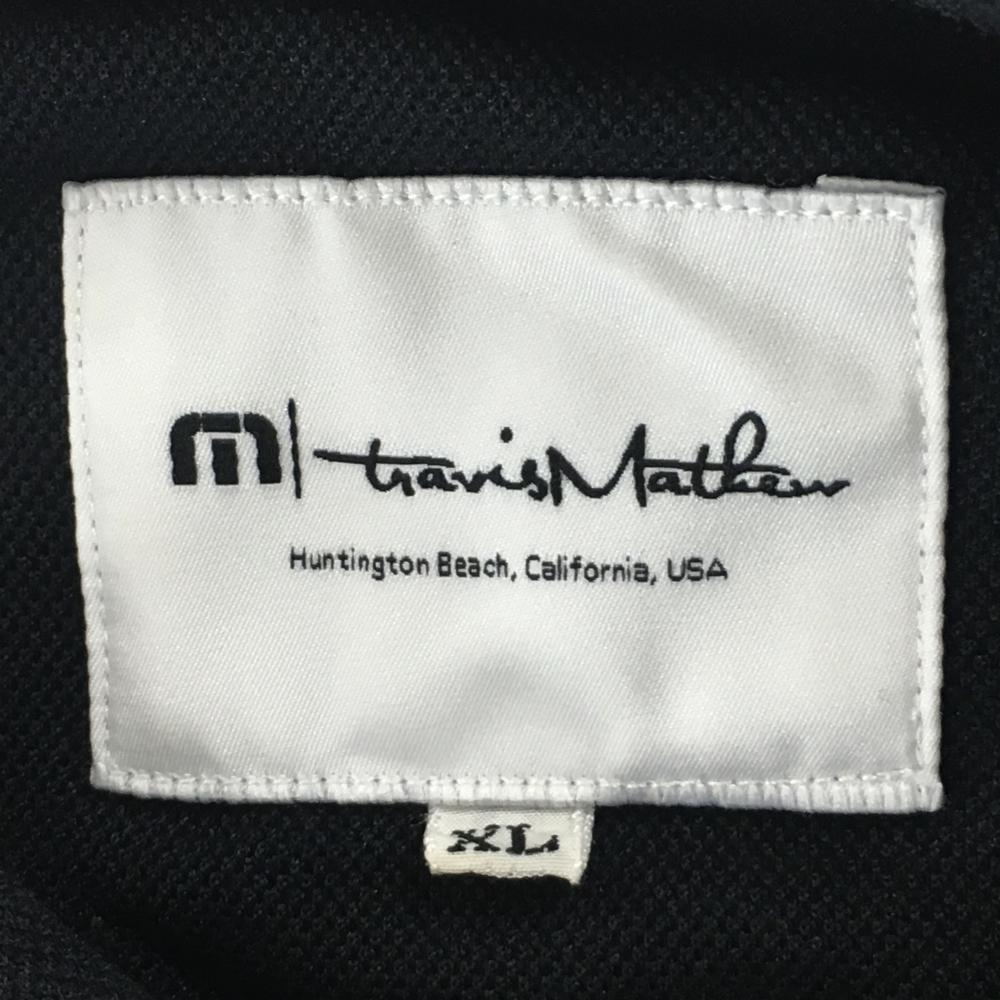 m | travisMathew
Huntington Beach, California, USA
XL